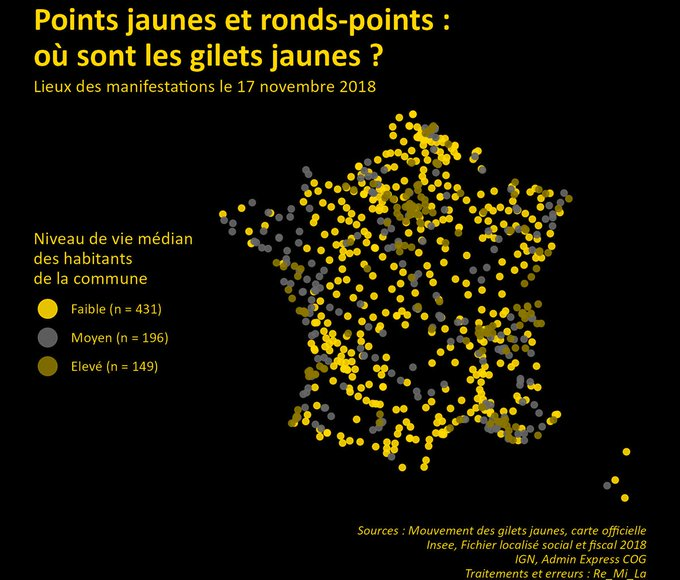 Points jaunes et ronds-points :
où sont les gilets jaunes ?
Lieux des manifestations le 17 novembre 2018
Niveau de vie médian
des habitants
de la commune
Faible (n = 431)
Moyen (n = 196)
Elevé (n = 149)
Sources : Mouvement des gilets jaunes, carte officielle
Insee, Fichier localisé social et fiscal 2018
IGN, Admin Express COG
Traitements et erreurs : Re_Mi_La